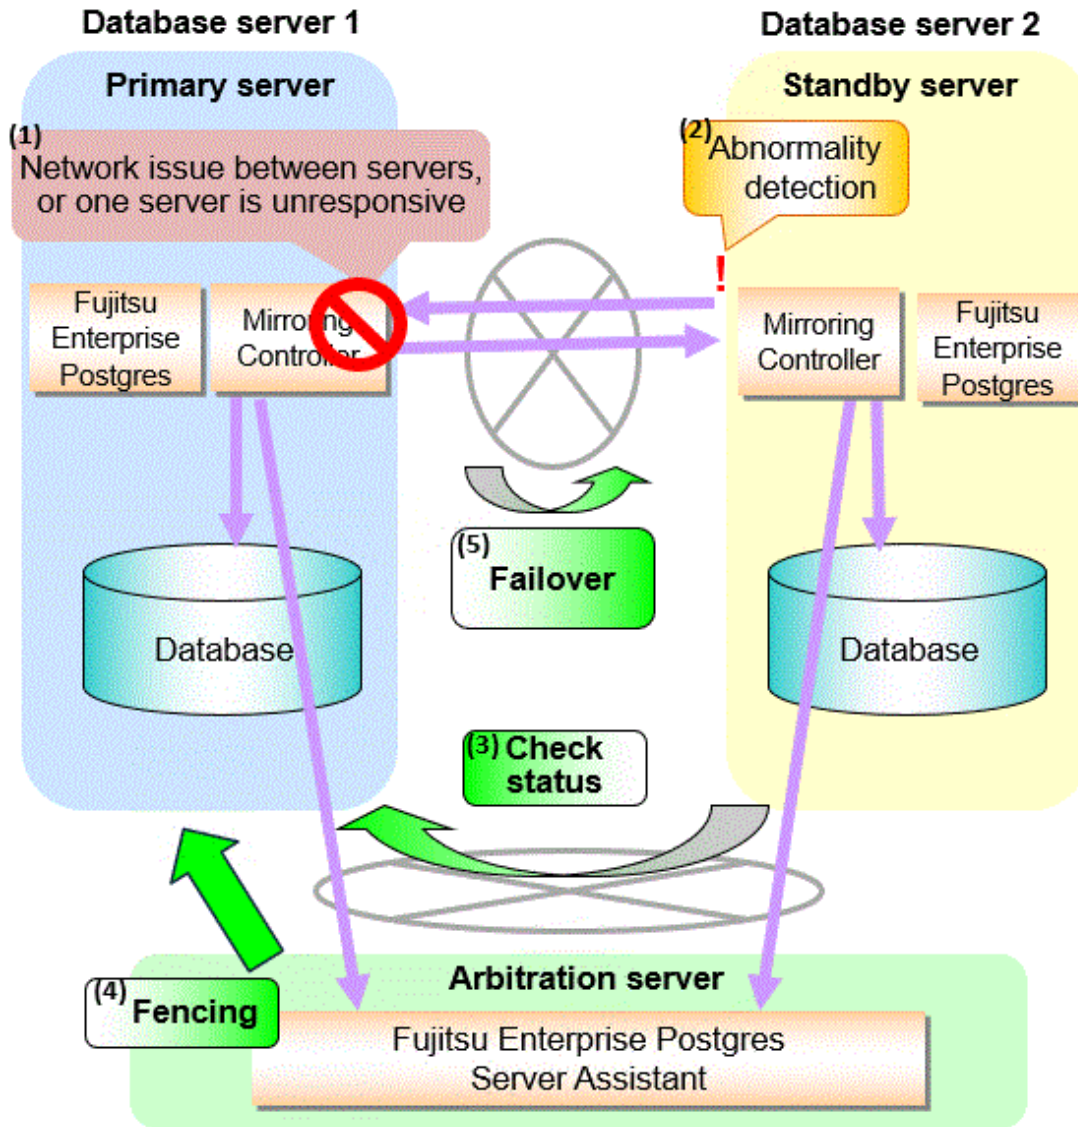 Database server 1
Database server 2
Primary server
Standby server
(1)
Network issue between servers,
or one server is unresponsive
(2) Abnormality
detection
!
Fujitsu
Enterprise
Postgres
Mirroring
Controller
Mirroring
Controller
Fujitsu
Enterprise
Postgres
(5)
Failover
Database
Database
(3) Check
status
Arbitration server
(4) Fencing
Fujitsu Enterprise Postgres
Server Assistant